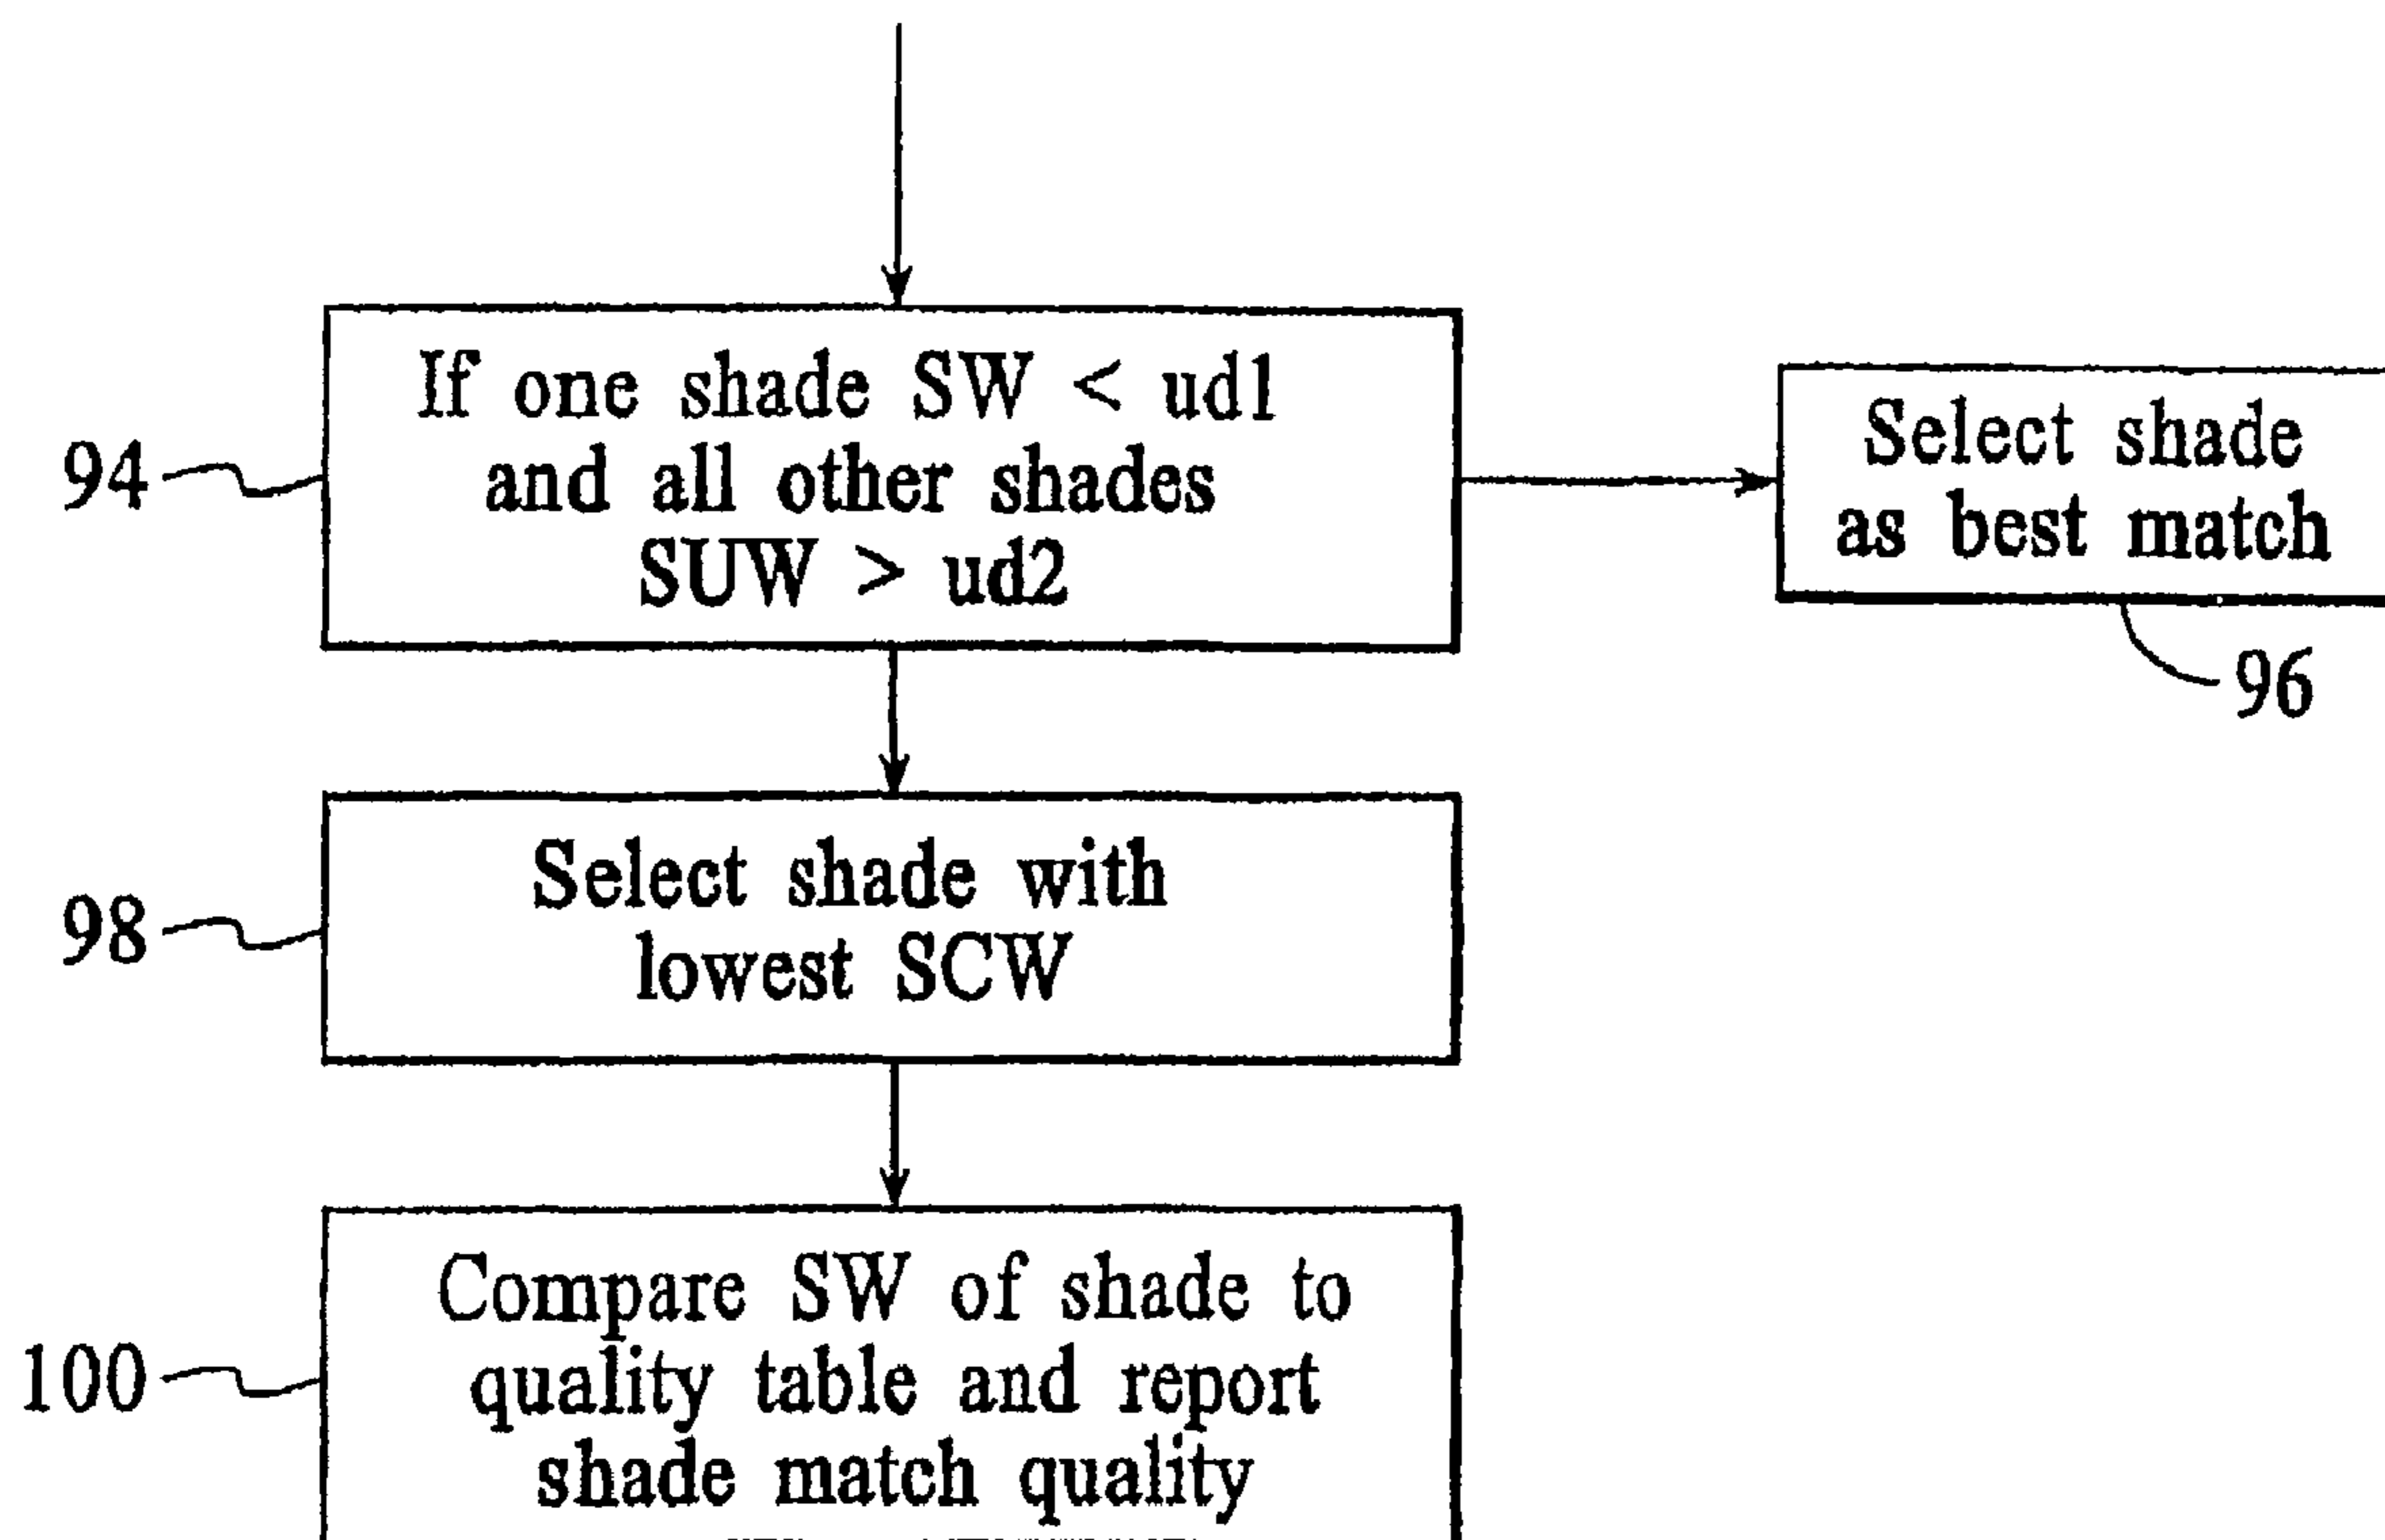 If one shade SW < ud1
and all other shades
SUW > ud2
94
Select shade
as best match
96
Select shade with
lowest SCW
98
Compare SW of shade to
quality table and report
shade match quality
100